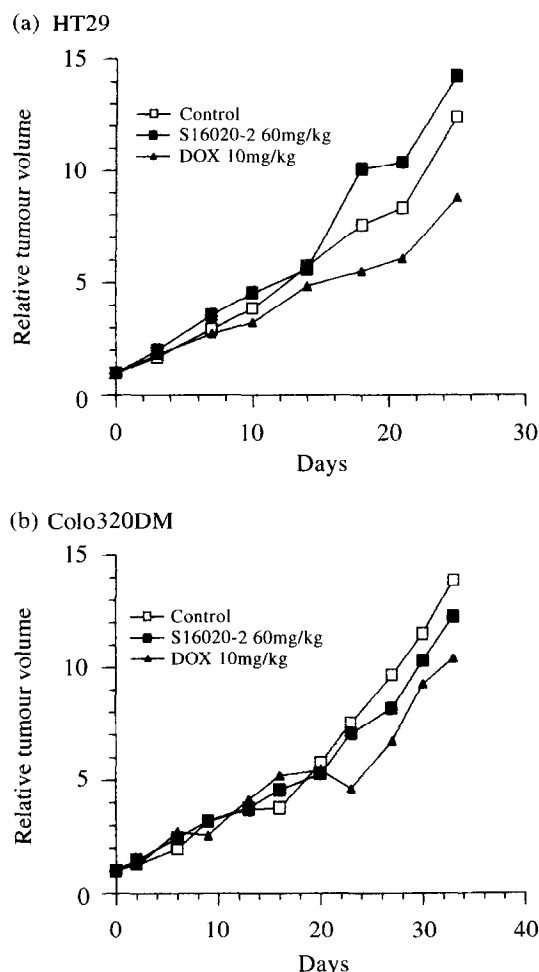 (a) HT29
15
10
5
0
Relative tumour volume
Control
S16020-2 60mg/kg
DOX 10mg/kg
0 10 20 30
Days
(b) Colo320DM
15
10
5
0
Relative tumour volume
Control
S16020-2 60mg/kg
DOX 10mg/kg
0 10 20 30 40
Days